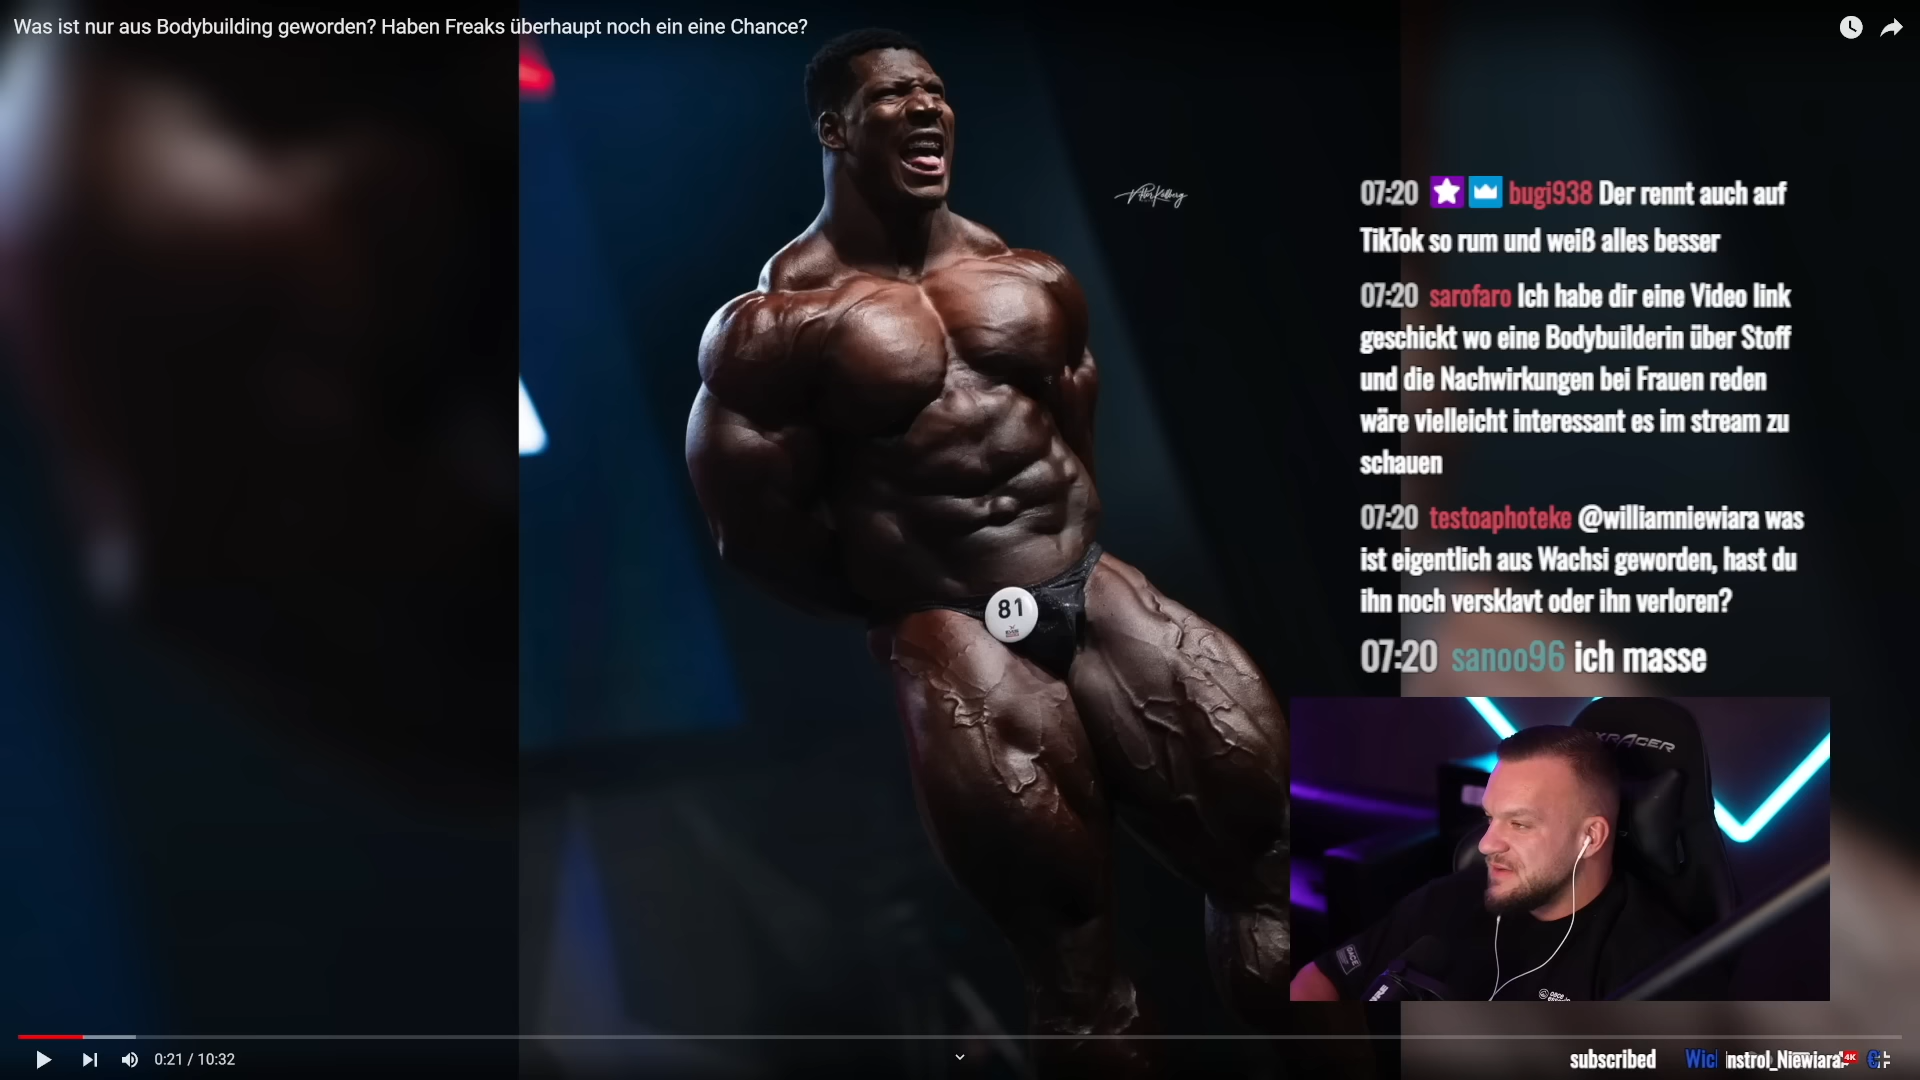 Was ist nur aus Bodybuilding geworden? Haben Freaks überhaupt noch ein eine Chance?
07:20 bugi938 Der rennt auch auf
TikTok so rum und weiß alles besser
07:20 sarofaro Ich habe dir eine Video link
geschickt wo eine Bodybuilderin über Stoff
und die Nachwirkungen bei Frauen reden
wäre vielleicht interessant es im stream zu
schauen
07:20 testoaphoteke @williamniewiara was
ist eigentlich aus Wachsi geworden, hast du
ihn noch versklavt oder ihn verloren?
07:20 sanoo96 ich masse
81
0:21 / 10:32
subscribed
4K